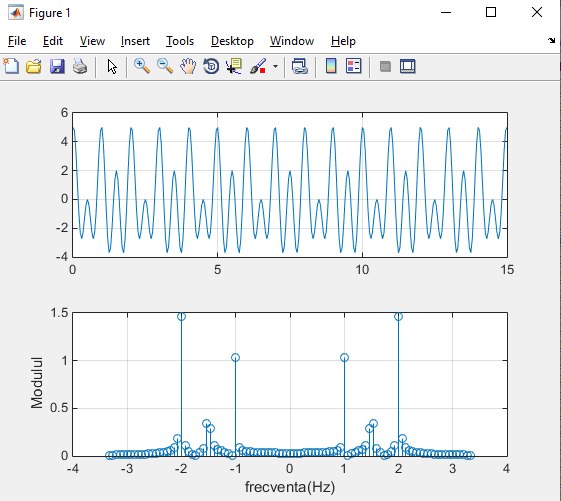 Figure 1
File Edit View Insert Tools Desktop Window Help
6
4
2
0
-2
-4
0 5 10 15
1.5
1
0.5
0
Modulul
-4 -3 -2 -1 0 1 2 3 4
frecventa(Hz)